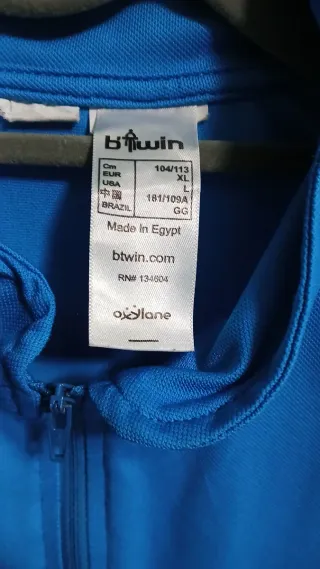 btwin
Cm 104/113
EUR XL
USA L
中国 181/109A
BRAZIL GG
Made in Egypt
btwin.com
RN# 134604
oxylane